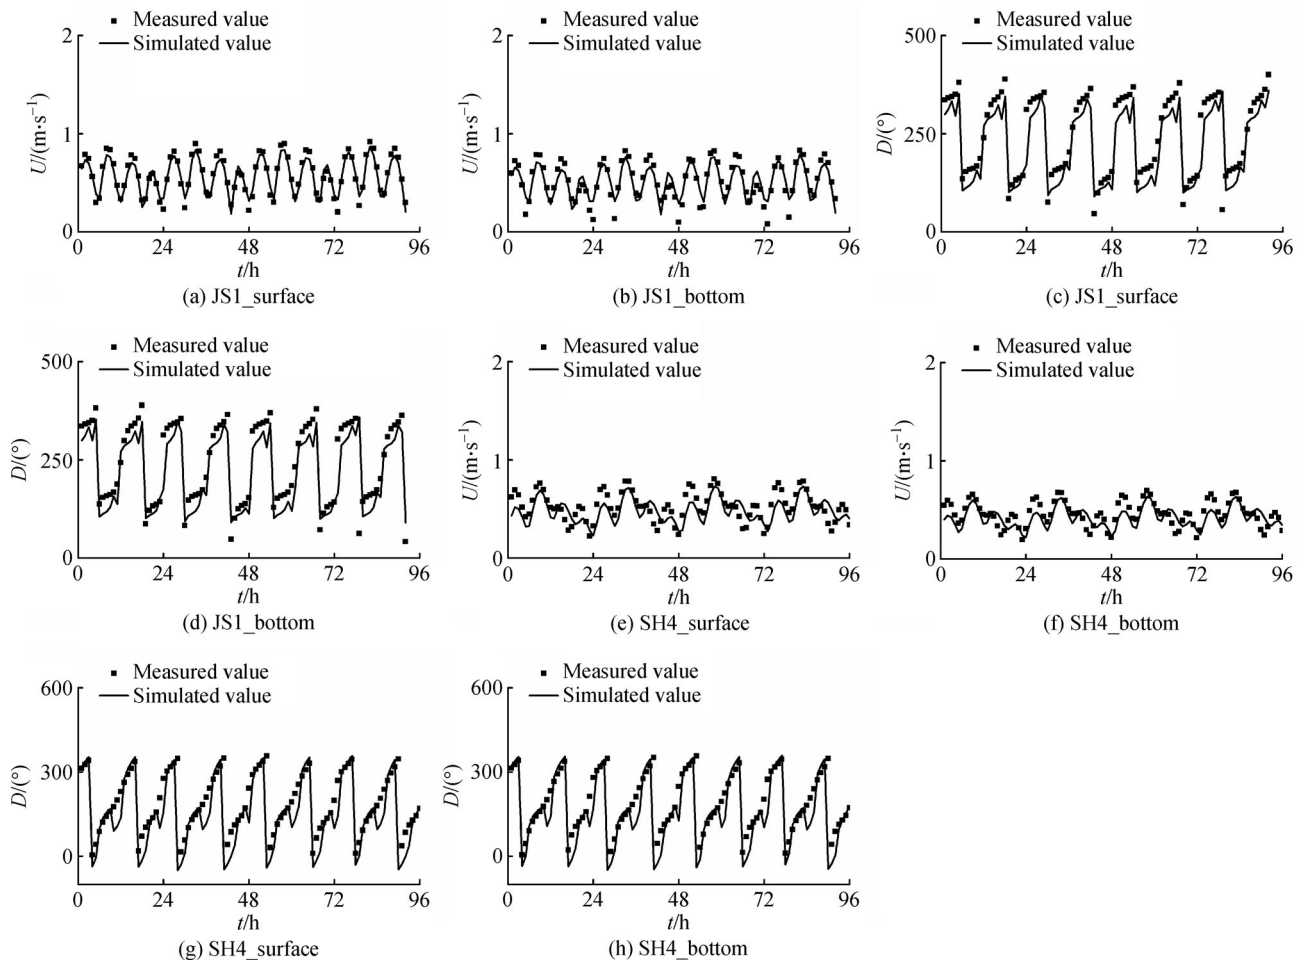 Measured value
Simulated value
2
1
0
U/(m·s⁻¹)
0 24 48 72 96
t/h
(a) JS1_surface
Measured value
Simulated value
2
1
0
U/(m·s⁻¹)
0 24 48 72 96
t/h
(b) JS1_bottom
Measured value
Simulated value
500
250
0
D/(°)
0 24 48 72 96
t/h
(c) JS1_surface
Measured value
Simulated value
500
250
0
D/(°)
0 24 48 72 96
t/h
(d) JS1_bottom
Measured value
Simulated value
2
1
0
U/(m·s⁻¹)
0 24 48 72 96
t/h
(e) SH4_surface
Measured value
Simulated value
2
1
0
U/(m·s⁻¹)
0 24 48 72 96
t/h
(f) SH4_bottom
Measured value
Simulated value
600
300
0
D/(°)
0 24 48 72 96
t/h
(g) SH4_surface
Measured value
Simulated value
600
300
0
D/(°)
0 24 48 72 96
t/h
(h) SH4_bottom